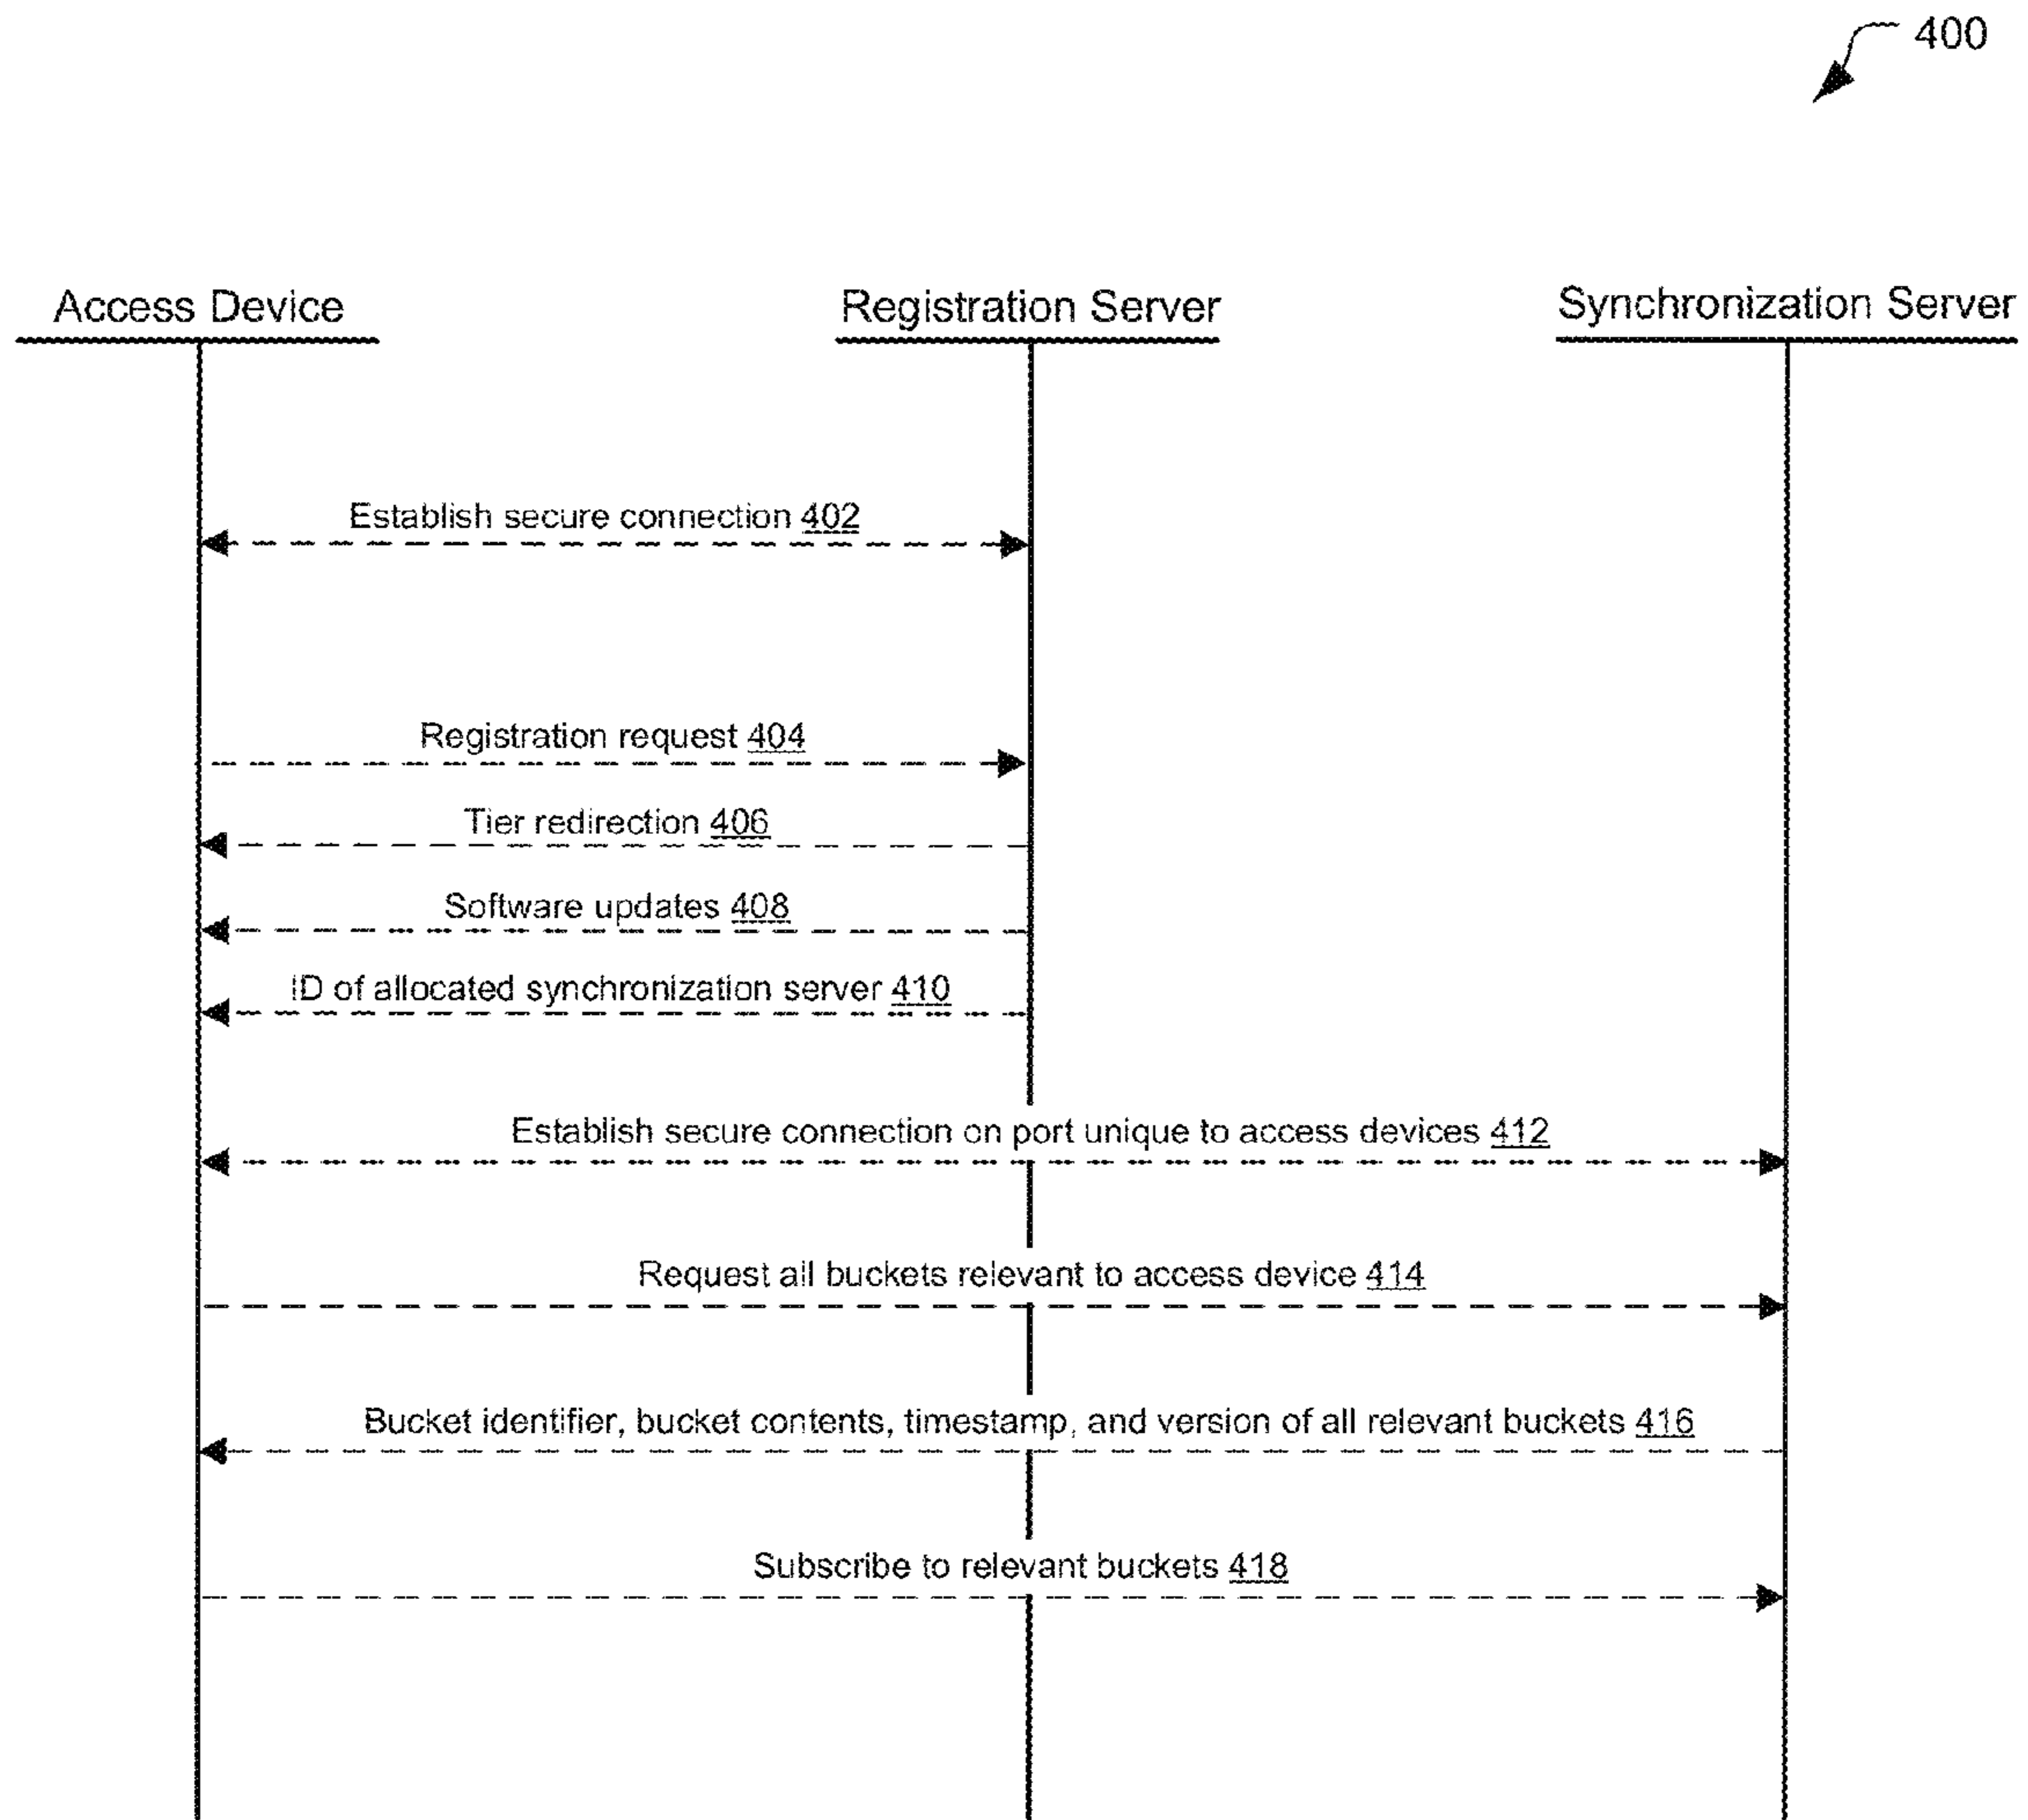 400
Access Device
Registration Server
Synchronization Server
Establish secure connection 402
Registration request 404
Tier redirection 406
Software updates 408
ID of allocated synchronization server 410
Establish secure connection on port unique to access devices 412
Request all buckets relevant to access device 414
Bucket identifier, bucket contents, timestamp, and version of all relevant buckets 416
Subscribe to relevant buckets 418